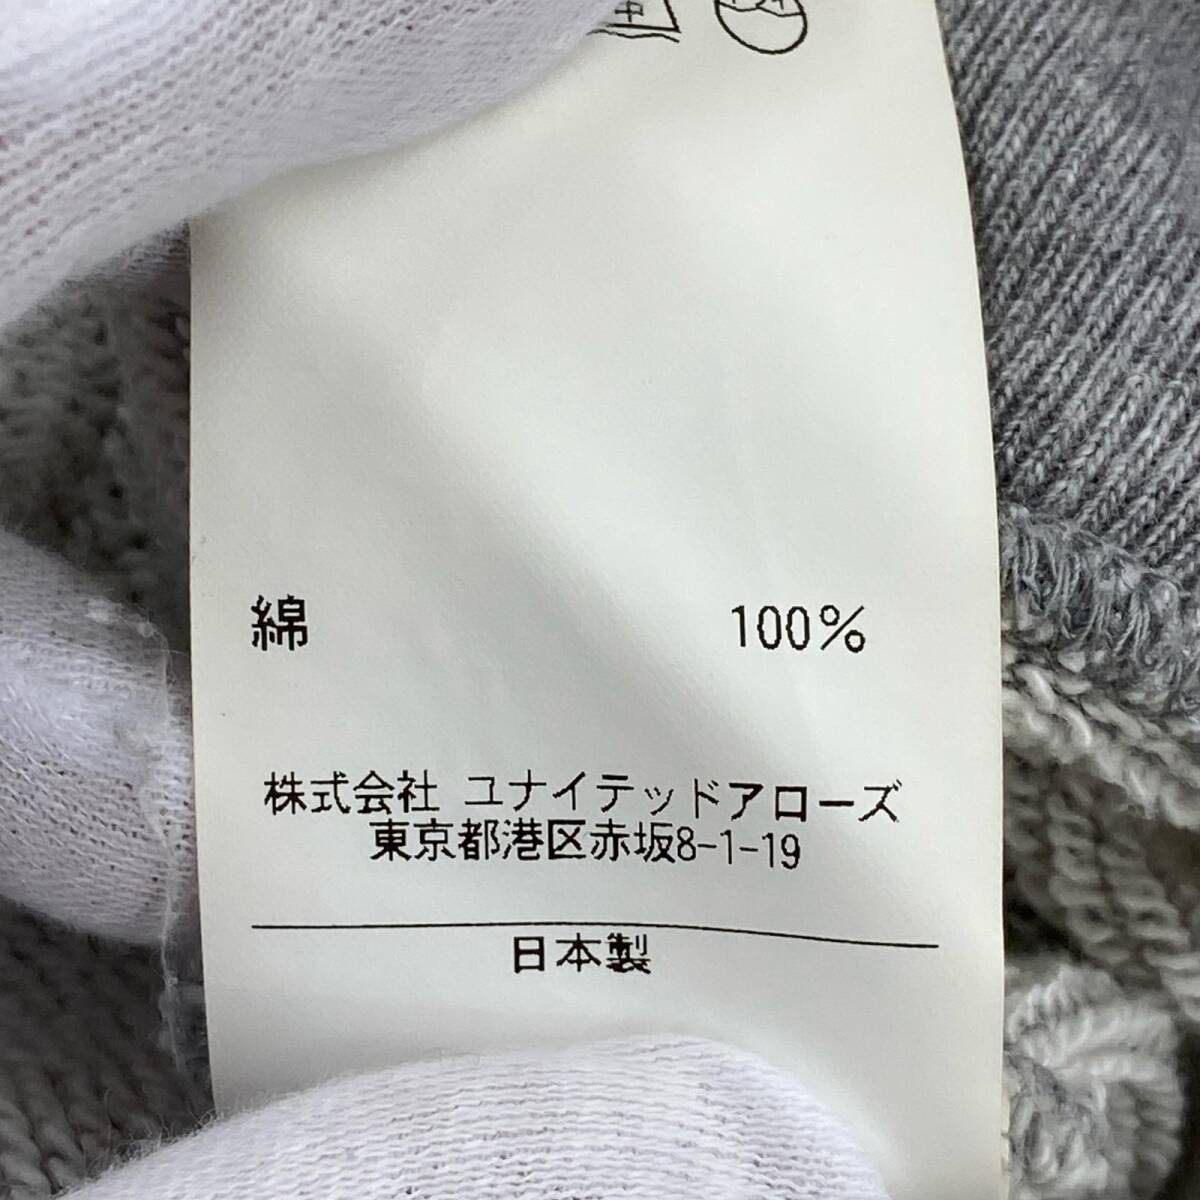 中
綿 100%
株式会社 ユナイテッドアローズ
東京都港区赤坂8-1-19
日本製